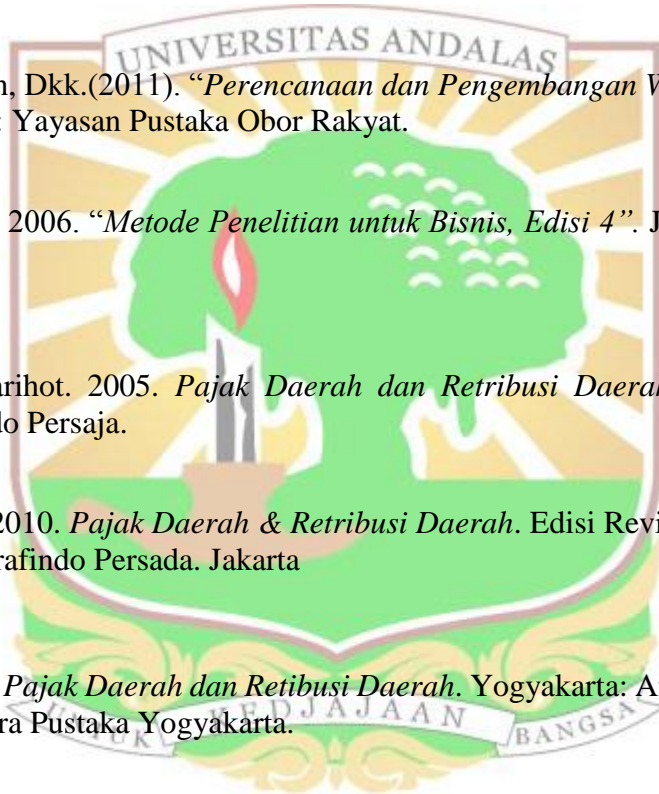 UNIVERSITAS ANDALAS
n, Dkk.(2011). “Perencanaan dan Pengembangan W
: Yayasan Pustaka Obor Rakyat.
2006. “Metode Penelitian untuk Bisnis, Edisi 4”. J
arihot. 2005. Pajak Daerah dan Retribusi Daerah
do Persaja.
2010. Pajak Daerah & Retribusi Daerah. Edisi Revi
rafindo Persada. Jakarta
Pajak Daerah dan Retibusi Daerah. Yogyakarta: A
ra Pustaka Yogyakarta.
UNTUK KEDJAJAAN BANGSA